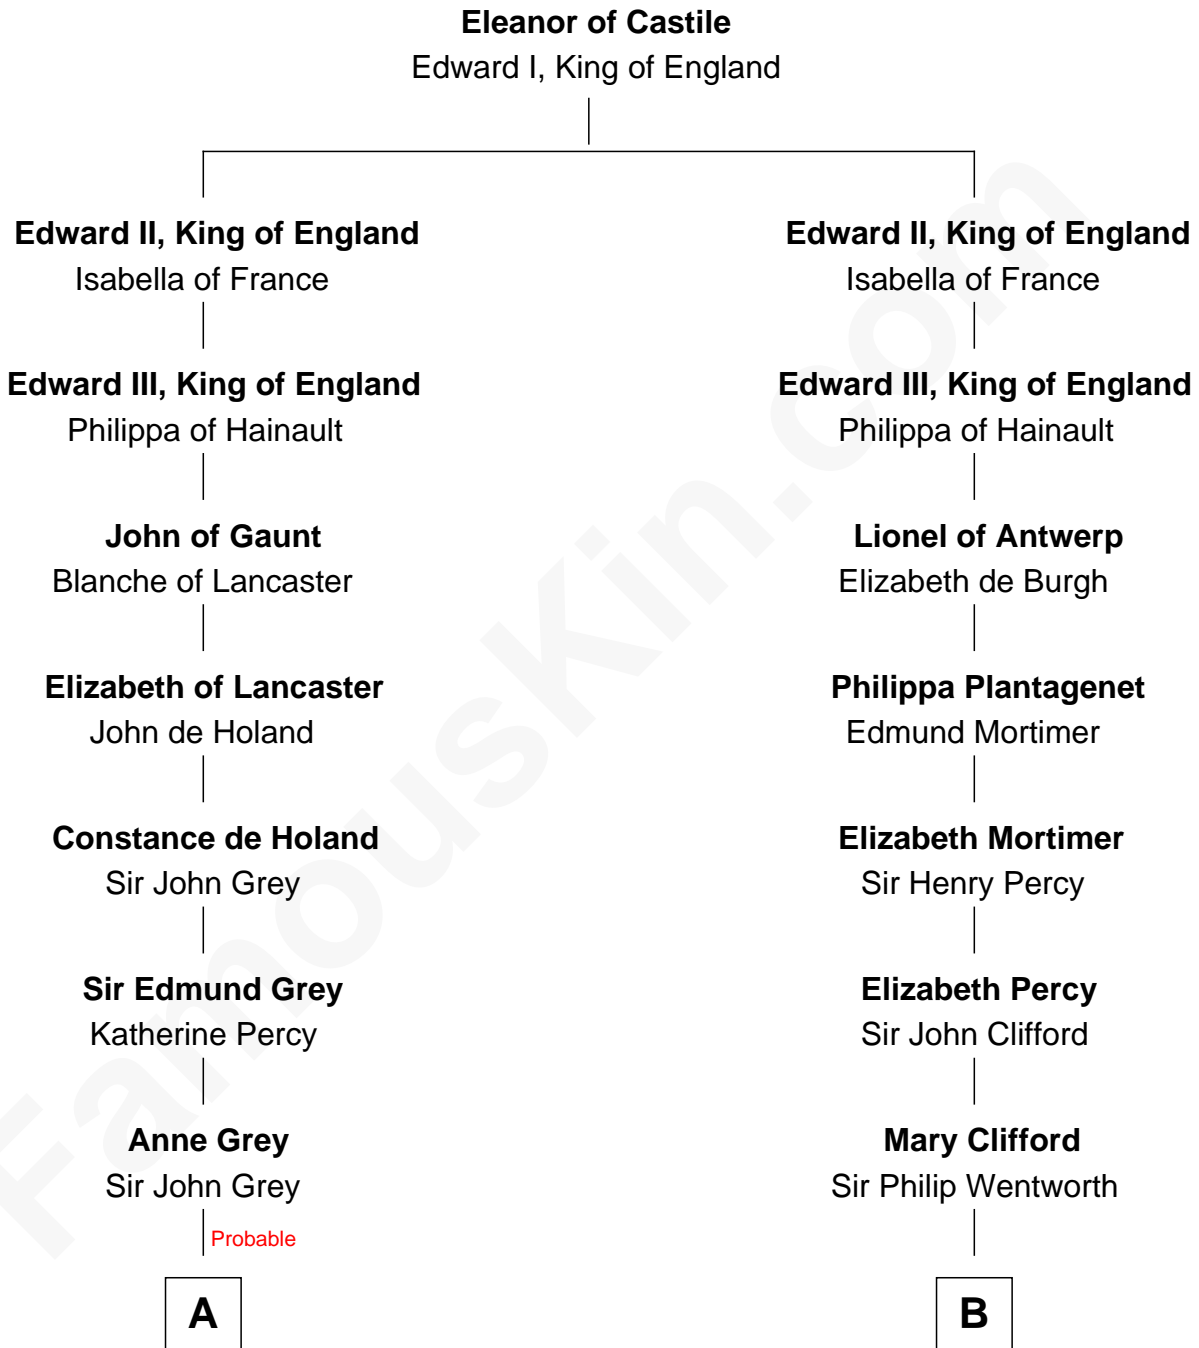 Eleanor of Castile
Edward I, King of England
Edward II, King of England
Isabella of France
Edward III, King of England
Philippa of Hainault
John of Gaunt
Blanche of Lancaster
Elizabeth of Lancaster
John de Holand
Constance de Holand
Sir John Grey
Sir Edmund Grey
Katherine Percy
Anne Grey
Sir John Grey
Probable
A
Edward II, King of England
Isabella of France
Edward III, King of England
Philippa of Hainault
Lionel of Antwerp
Elizabeth de Burgh
Philippa Plantagenet
Edmund Mortimer
Elizabeth Mortimer
Sir Henry Percy
Elizabeth Percy
Sir John Clifford
Mary Clifford
Sir Philip Wentworth
B
FamousKin.com